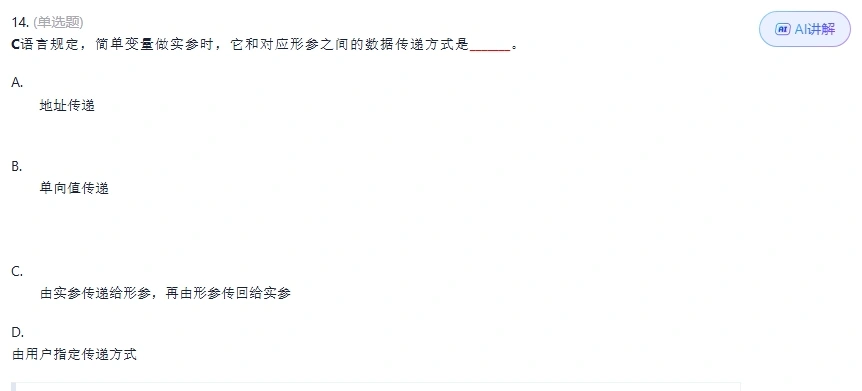 14. (单选题)
AI AI讲解
C语言规定，简单变量做实参时，它和对应形参之间的数据传递方式是______。
A.
地址传递
B.
单向值传递
C.
由实参传递给形参，再由形参传回给实参
D.
由用户指定传递方式